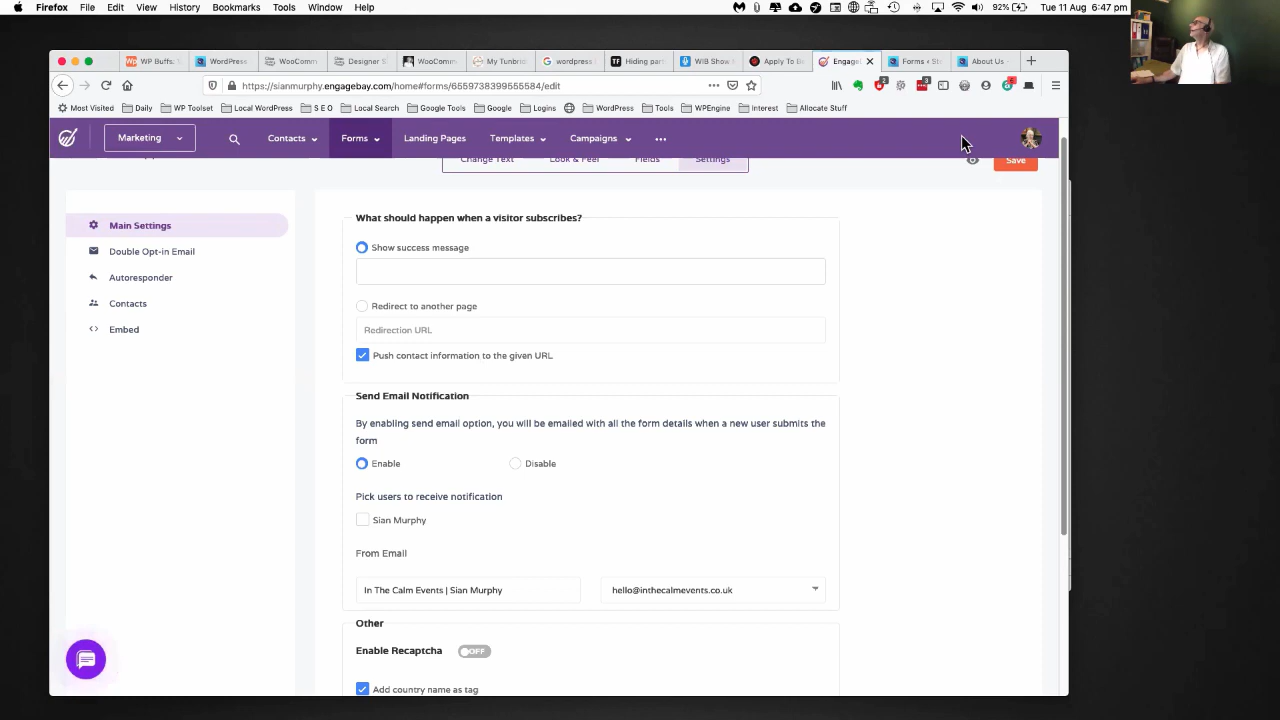 Firefox File Edit View History Bookmarks Tools Window Help 92% Tue 11 Aug 6:47 pm
WP Buffs: WordPress WooComm Designer S WooComm My Tunbrid wordpress Hiding part WIB Show Apply To B Engage Forms ‹ St About Us
https://sianmurphy.engagebay.com/home#forms/6559738399555584/edit
Most Visited Daily WP Toolset Local WordPress S E O Local Search Google Tools Google Logins WordPress WPEngine Interest Allocate Stuff
Marketing Contacts Forms Landing Pages Templates Campaigns
Change Text Look & Feel Fields Settings Save
Main Settings
Double Opt-in Email
Autoresponder
Contacts
Embed
What should happen when a visitor subscribes?
Show success message
Redirect to another page
Redirection URL
Push contact information to the given URL
Send Email Notification
By enabling send email option, you will be emailed with all the form details when a new user submits the
form
Enable Disable
Pick users to receive notification
Sian Murphy
From Email
In The Calm Events | Sian Murphy hello@inthecalmevents.co.uk
Other
Enable Recaptcha OFF
Add country name as tag